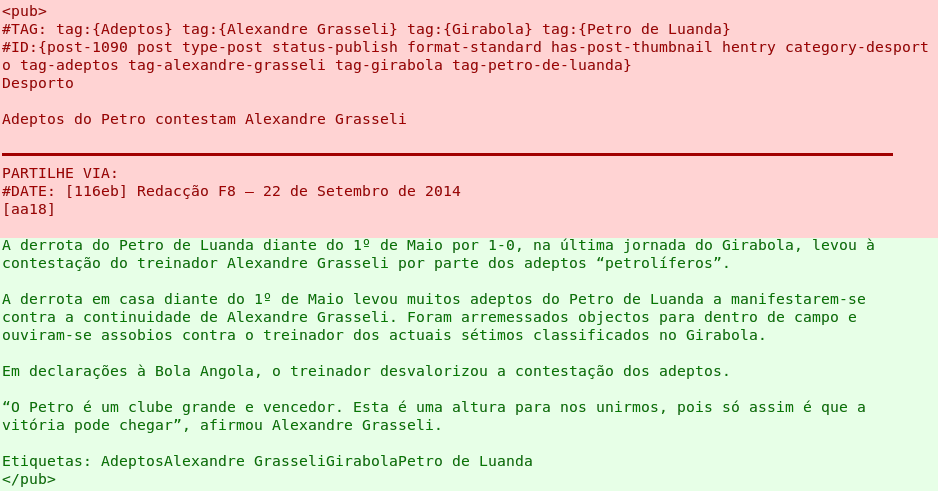 <pub>
#TAG: tag:{Adeptos} tag:{Alexandre Grasseli} tag:{Girabola} tag:{Petro de Luanda}
#ID:{post-1090 post type-post status-publish format-standard has-post-thumbnail hentry category-desport
o tag-adeptos tag-alexandre-grasseli tag-girabola tag-petro-de-luanda}
Desporto
Adeptos do Petro contestam Alexandre Grasseli
PARTILHE VIA:
#DATE: [116eb] Redacção F8 — 22 de Setembro de 2014
[aa18]
A derrota do Petro de Luanda diante do 1º de Maio por 1-0, na última jornada do Girabola, levou à
contestação do treinador Alexandre Grasseli por parte dos adeptos “petrolíferos”.
A derrota em casa diante do 1º de Maio levou muitos adeptos do Petro de Luanda a manifestarem-se
contra a continuidade de Alexandre Grasseli. Foram arremessados objectos para dentro de campo e
ouviram-se assobios contra o treinador dos actuais sétimos classificados no Girabola.
Em declarações à Bola Angola, o treinador desvalorizou a contestação dos adeptos.
“O Petro é um clube grande e vencedor. Esta é uma altura para nos unirmos, pois só assim é que a
vitória pode chegar”, afirmou Alexandre Grasseli.
Etiquetas: AdeptosAlexandre GrasseliGirabolaPetro de Luanda
</pub>